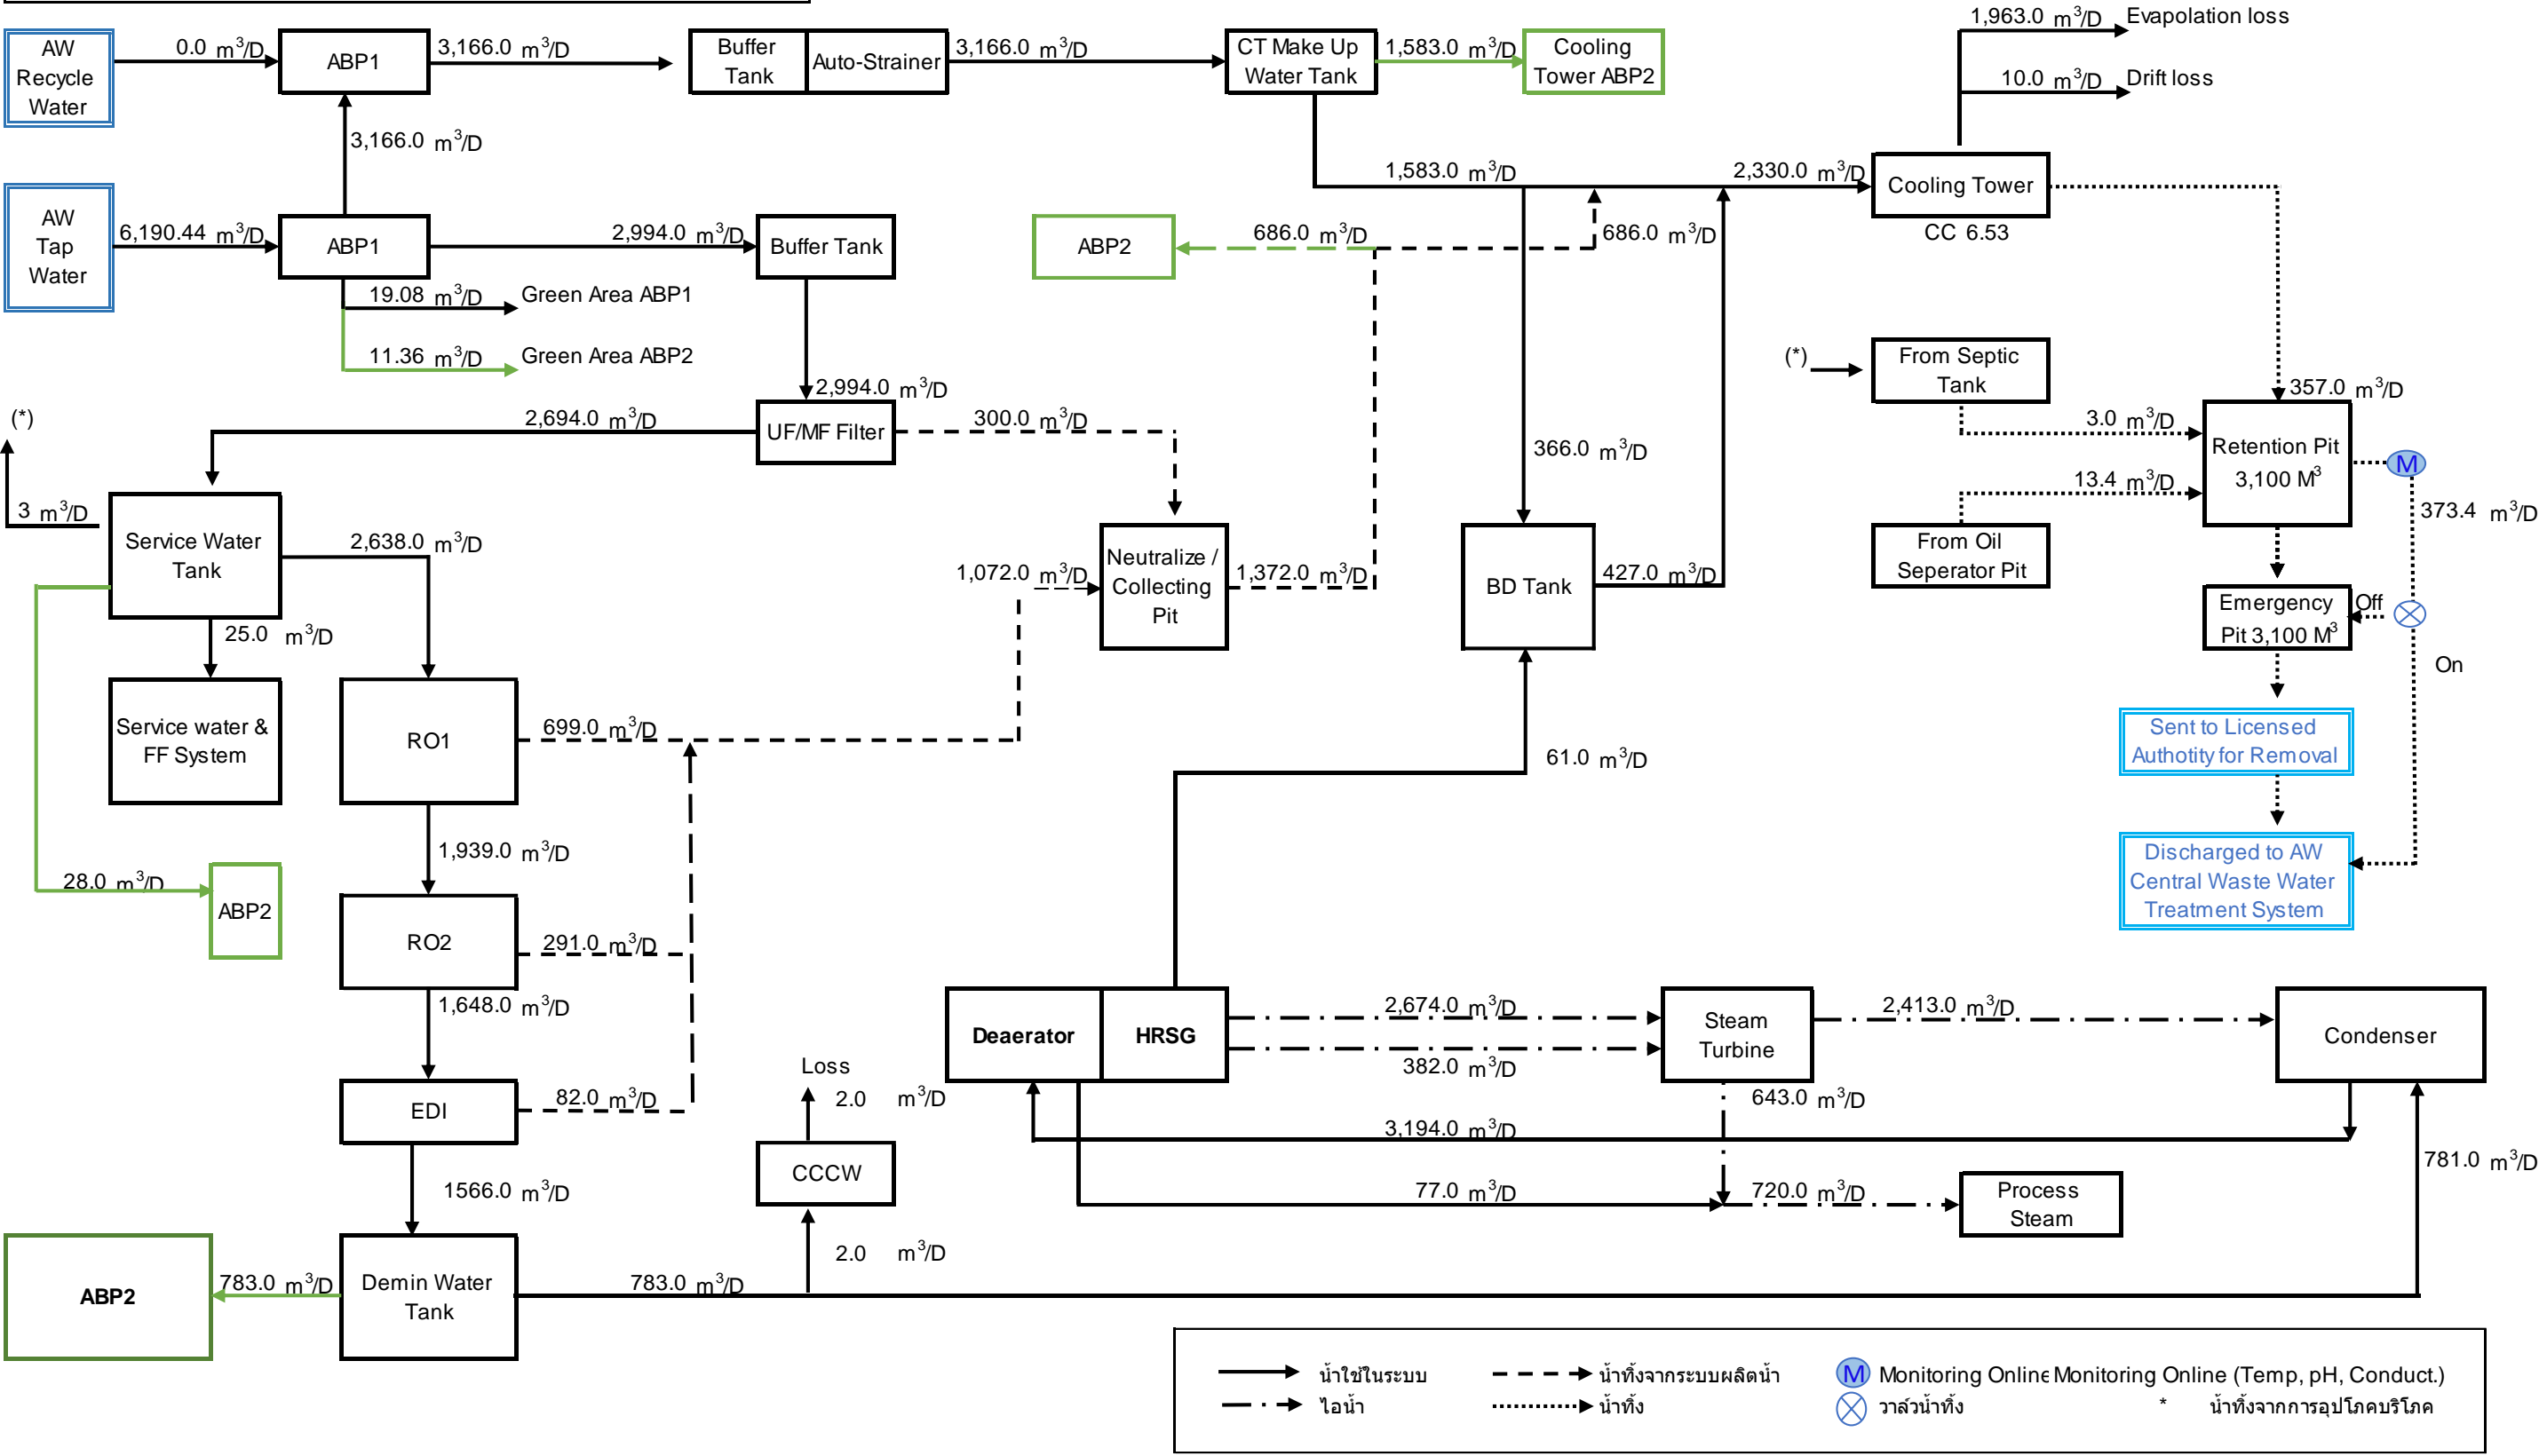 AW
Recycle
Water
0.0 m³/D
ABP1
3,166.0 m³/D
Buffer
Tank
Auto-Strainer
3,166.0 m³/D
CT Make Up
Water Tank
1,583.0 m³/D
Cooling
Tower ABP2
1,963.0 m³/D
Evapolation loss
10.0 m³/D
Drift loss
3,166.0 m³/D
AW
Tap
Water
6,190.44 m³/D
ABP1
2,994.0 m³/D
Buffer Tank
ABP2
686.0 m³/D
686.0 m³/D
1,583.0 m³/D
2,330.0 m³/D
Cooling Tower
CC 6.53
19.08 m³/D
Green Area ABP1
11.36 m³/D
Green Area ABP2
2,994.0 m³/D
(*)
From Septic
Tank
357.0 m³/D
(*)
2,694.0 m³/D
UF/MF Filter
300.0 m³/D
366.0 m³/D
3.0 m³/D
Retention Pit
3,100 M³
M
13.4 m³/D
373.4 m³/D
3 m³/D
Service Water
Tank
2,638.0 m³/D
1,072.0 m³/D
Neutralize /
Collecting
Pit
1,372.0 m³/D
BD Tank
427.0 m³/D
From Oil
Seperator Pit
Emergency
Pit 3,100 M³
Off
On
25.0 m³/D
Service water &
FF System
RO1
699.0 m³/D
61.0 m³/D
Sent to Licensed
Authotity for Removal
1,939.0 m³/D
28.0 m³/D
ABP2
RO2
291.0 m³/D
Discharged to AW
Central Waste Water
Treatment System
1,648.0 m³/D
Deaerator
HRSG
2,674.0 m³/D
382.0 m³/D
Steam
Turbine
2,413.0 m³/D
Condenser
EDI
82.0 m³/D
Loss
2.0 m³/D
643.0 m³/D
3,194.0 m³/D
1566.0 m³/D
CCCW
77.0 m³/D
720.0 m³/D
Process
Steam
781.0 m³/D
2.0 m³/D
ABP2
783.0 m³/D
Demin Water
Tank
783.0 m³/D
น้ำใช้ในระบบ
น้ำทิ้งจากระบบผลิตน้ำ
M Monitoring Online Monitoring Online (Temp, pH, Conduct.)
ไอน้ำ
น้ำทิ้ง
วาล์วน้ำทิ้ง
* น้ำทิ้งจากการอุปโภคบริโภค